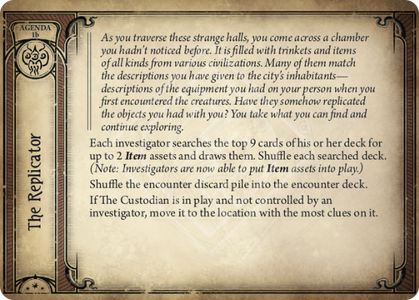 AGENDA
1b
The Replicator
As you traverse these strange halls, you come across a chamber
you hadn't noticed before. It is filled with trinkets and items
of all kinds from various civilizations. Many of them match
the descriptions you have given to the city's inhabitants—
descriptions of the equipment you had on your person when you
first encountered the creatures. Have they somehow replicated
the objects you had with you? You take what you can find and
continue exploring.
Each investigator searches the top 9 cards of his or her deck for
up to 2 Item assets and draws them. Shuffle each searched deck.
(Note: Investigators are now able to put Item assets into play.)
Shuffle the encounter discard pile into the encounter deck.
If The Custodian is in play and not controlled by an
investigator, move it to the location with the most clues on it.